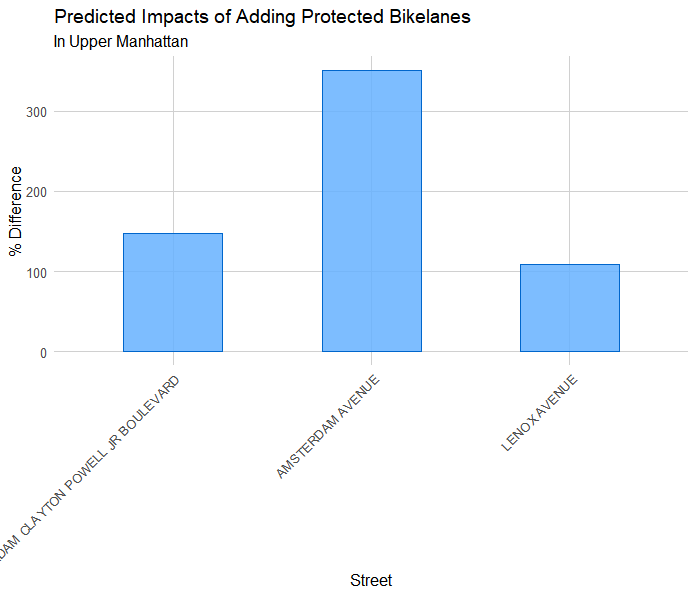 Predicted Impacts of Adding Protected Bikelanes
In Upper Manhattan
% Difference
300
200
100
0
DAM CLAYTON POWELL JR BOULEVARD
AMSTERDAM AVENUE
LENOX AVENUE
Street